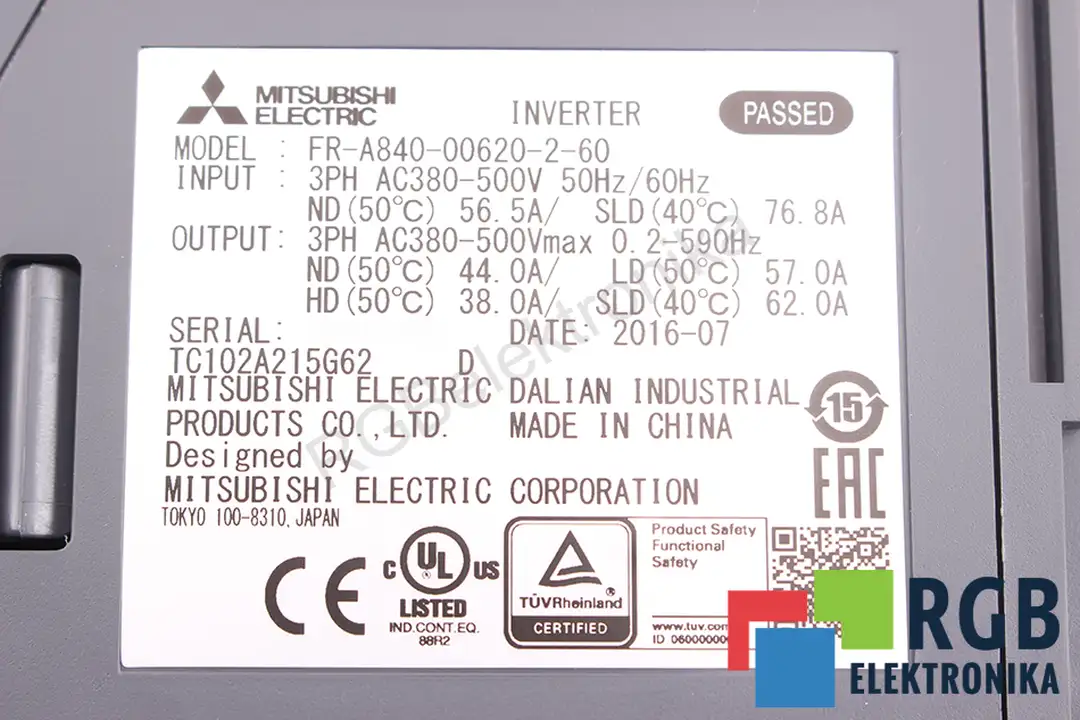 MITSUBISHI
ELECTRIC
INVERTER
PASSED
MODEL : FR-A840-00620-2-60
INPUT : 3PH AC380-500V 50Hz/60Hz
ND(50℃) 56.5A/ SLD(40℃) 76.8A
OUTPUT: 3PH AC380-500Vmax 0.2-590Hz
ND(50℃) 44.0A/ LD(50℃) 57.0A
HD(50℃) 38.0A/ SLD(40℃) 62.0A
SERIAL: DATE: 2016-07
TC102A215G62 D
MITSUBISHI ELECTRIC DALIAN INDUSTRIAL
PRODUCTS CO.,LTD. MADE IN CHINA
15
Designed by
MITSUBISHI ELECTRIC CORPORATION
EAC
TOKYO 100-8310, JAPAN
CE
C UL US
LISTED
IND.CONT.EQ.
88R2
TÜVRheinland ®
CERTIFIED
Product Safety
Functional
Safety
www.tuv.com
RGBelektronika
RGB
ELEKTRONIKA